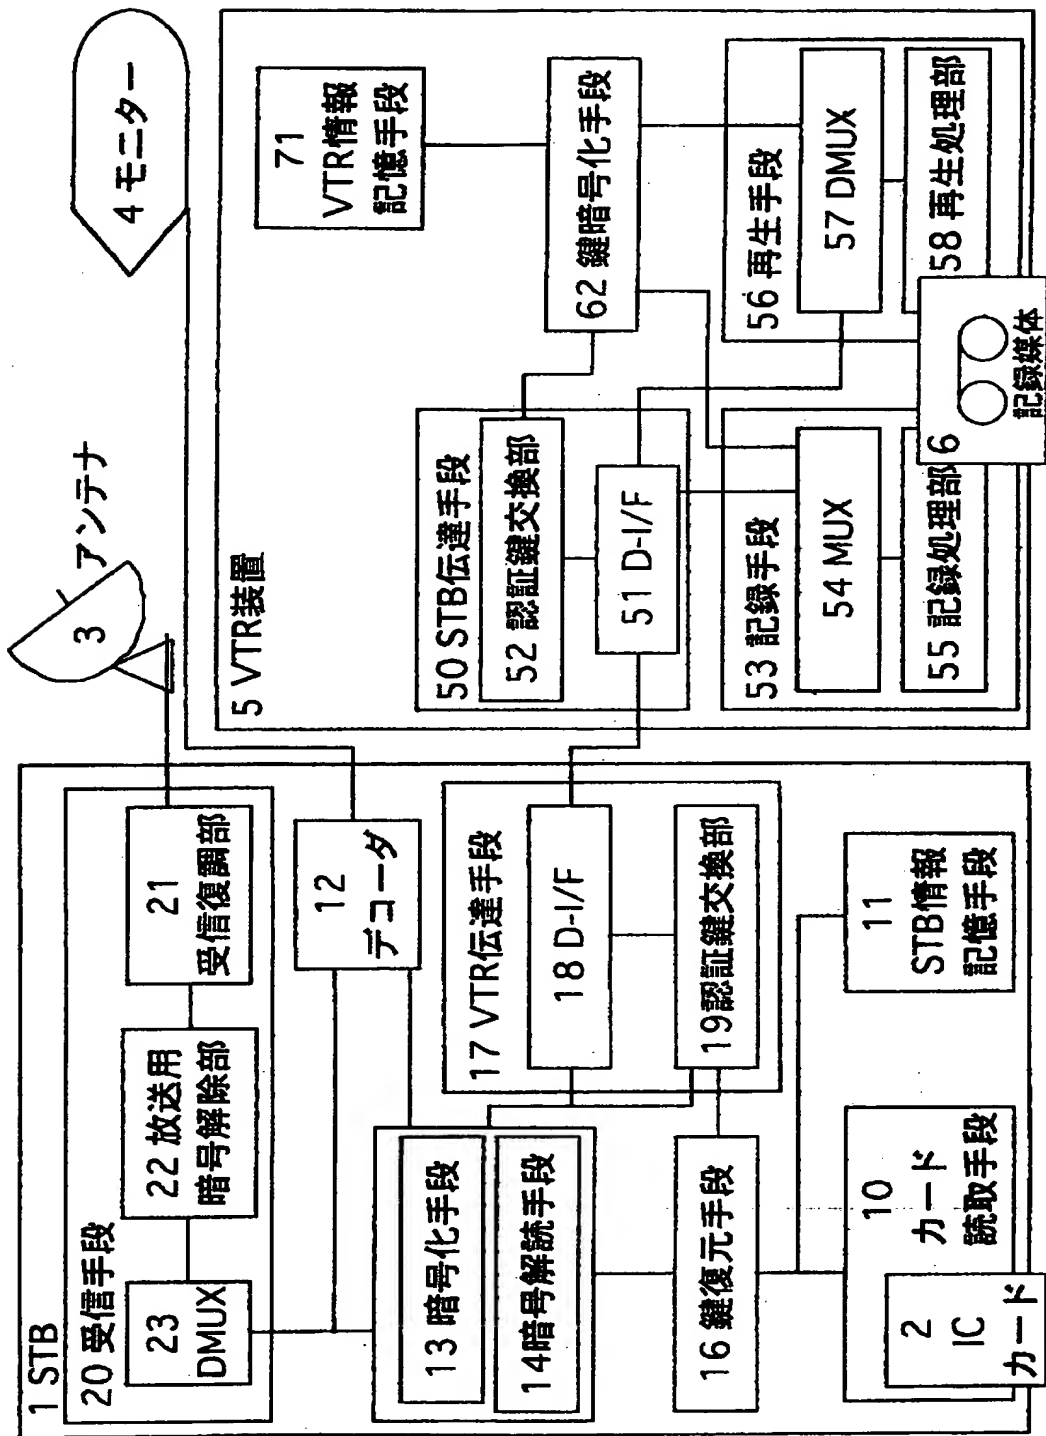 1 STB
20 受信手段
23
DMUX
22 放送用
暗号解除部
21
受信復調部
3
アンテナ
4 モニター
12
デコーダ
13 暗号化手段
14暗号解読手段
17 VTR伝達手段
18 D-I/F
19認証鍵交換部
16 鍵復元手段
10
カード
読取手段
2
IC
カード
11
STB情報
記憶手段
5 VTR装置
50 STB伝達手段
52 認証鍵交換部
51 D-I/F
71
VTR情報
記憶手段
62 鍵暗号化手段
53 記録手段
54 MUX
55 記録処理部
6
記録媒体
56 再生手段
57 DMUX
58 再生処理部